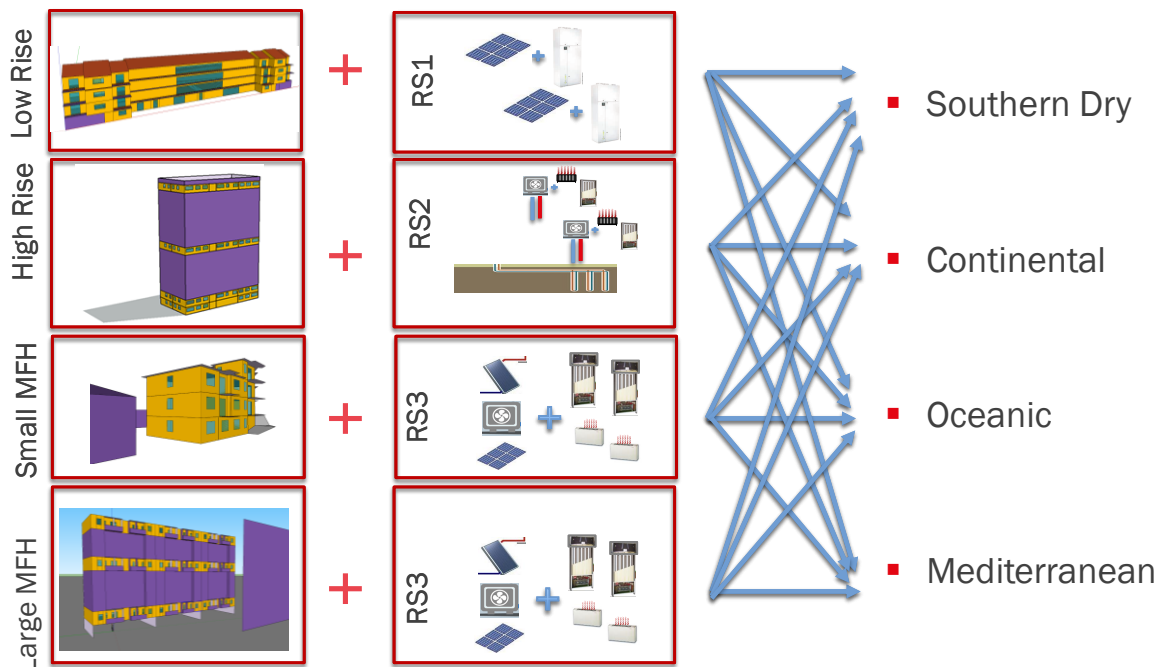 Low Rise
RS1
Southern Dry
High Rise
RS2
Continental
Small MFH
RS3
Oceanic
Large MFH
RS3
Mediterranean